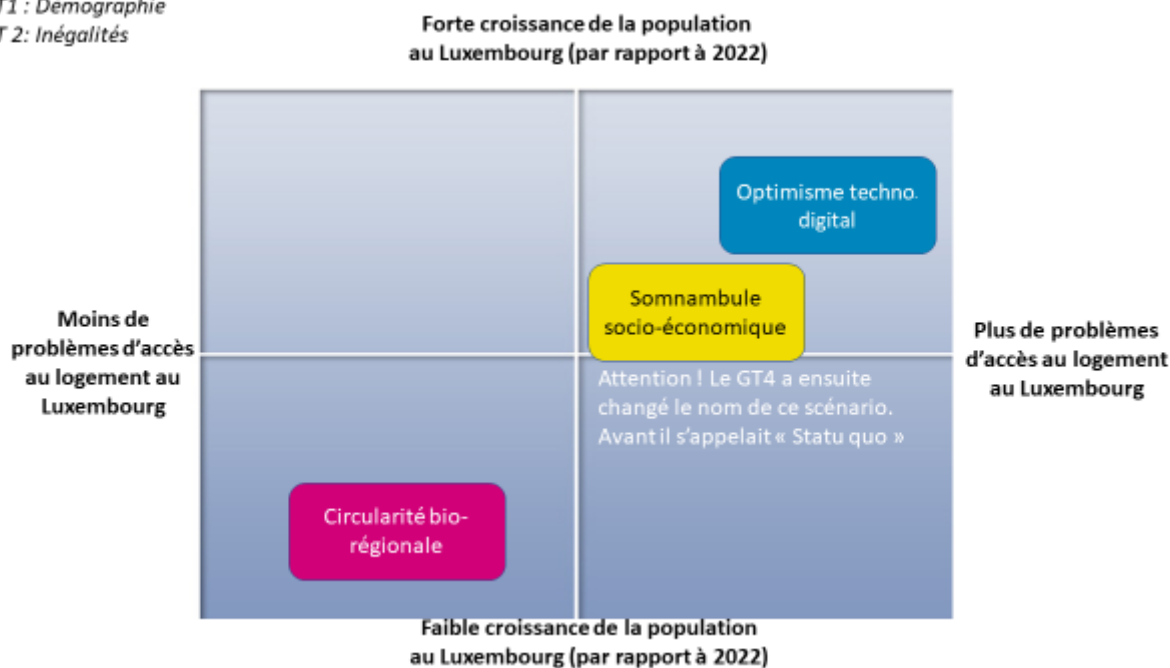 T1 : Démographie
T 2: Inégalités
Forte croissance de la population
au Luxembourg (par rapport à 2022)
Optimisme techno.
digital
Somnambule
socio-économique
Moins de
problèmes d'accès
au logement au
Luxembourg
Plus de problèmes
d'accès au logement
au Luxembourg
Attention ! Le GT4 a ensuite
changé le nom de ce scénario.
Avant il s'appelait « Statu quo »
Circularité bio-
régionale
Faible croissance de la population
au Luxembourg (par rapport à 2022)